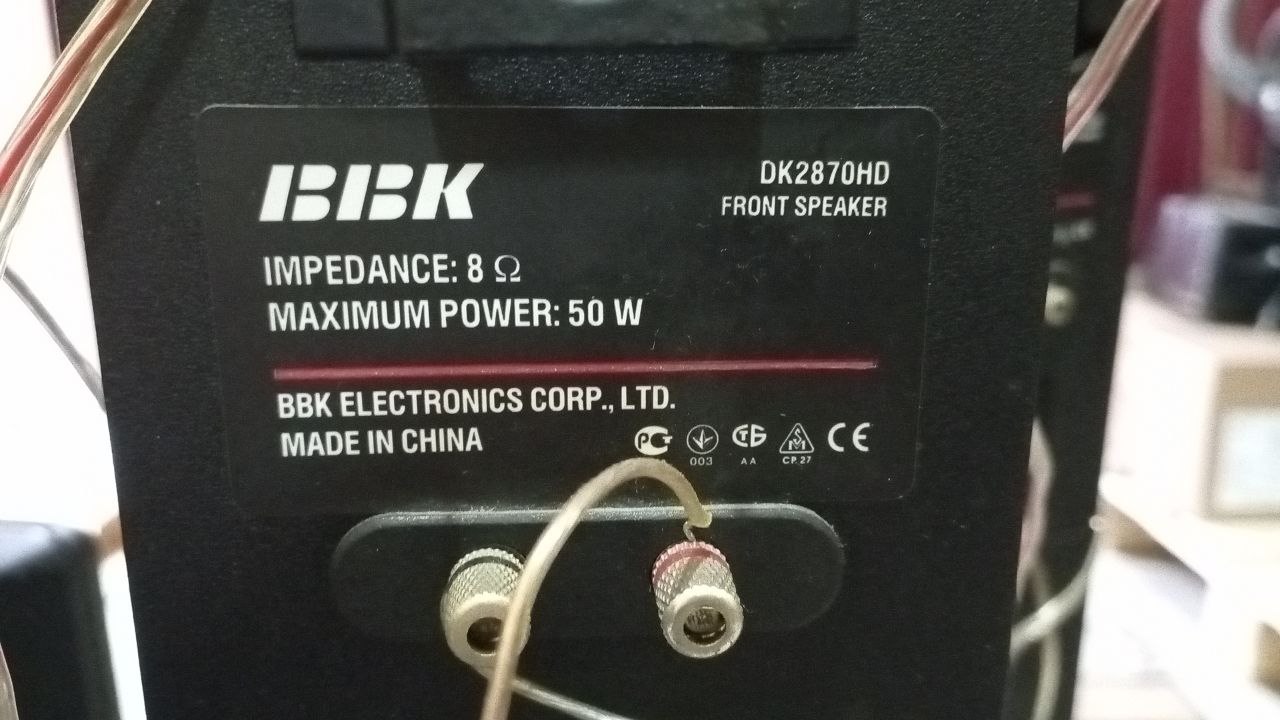 BBK
DK2870HD
FRONT SPEAKER
IMPEDANCE: 8 Ω
MAXIMUM POWER: 50 W
BBK ELECTRONICS CORP., LTD.
MADE IN CHINA
003
AA
CP.27
CE